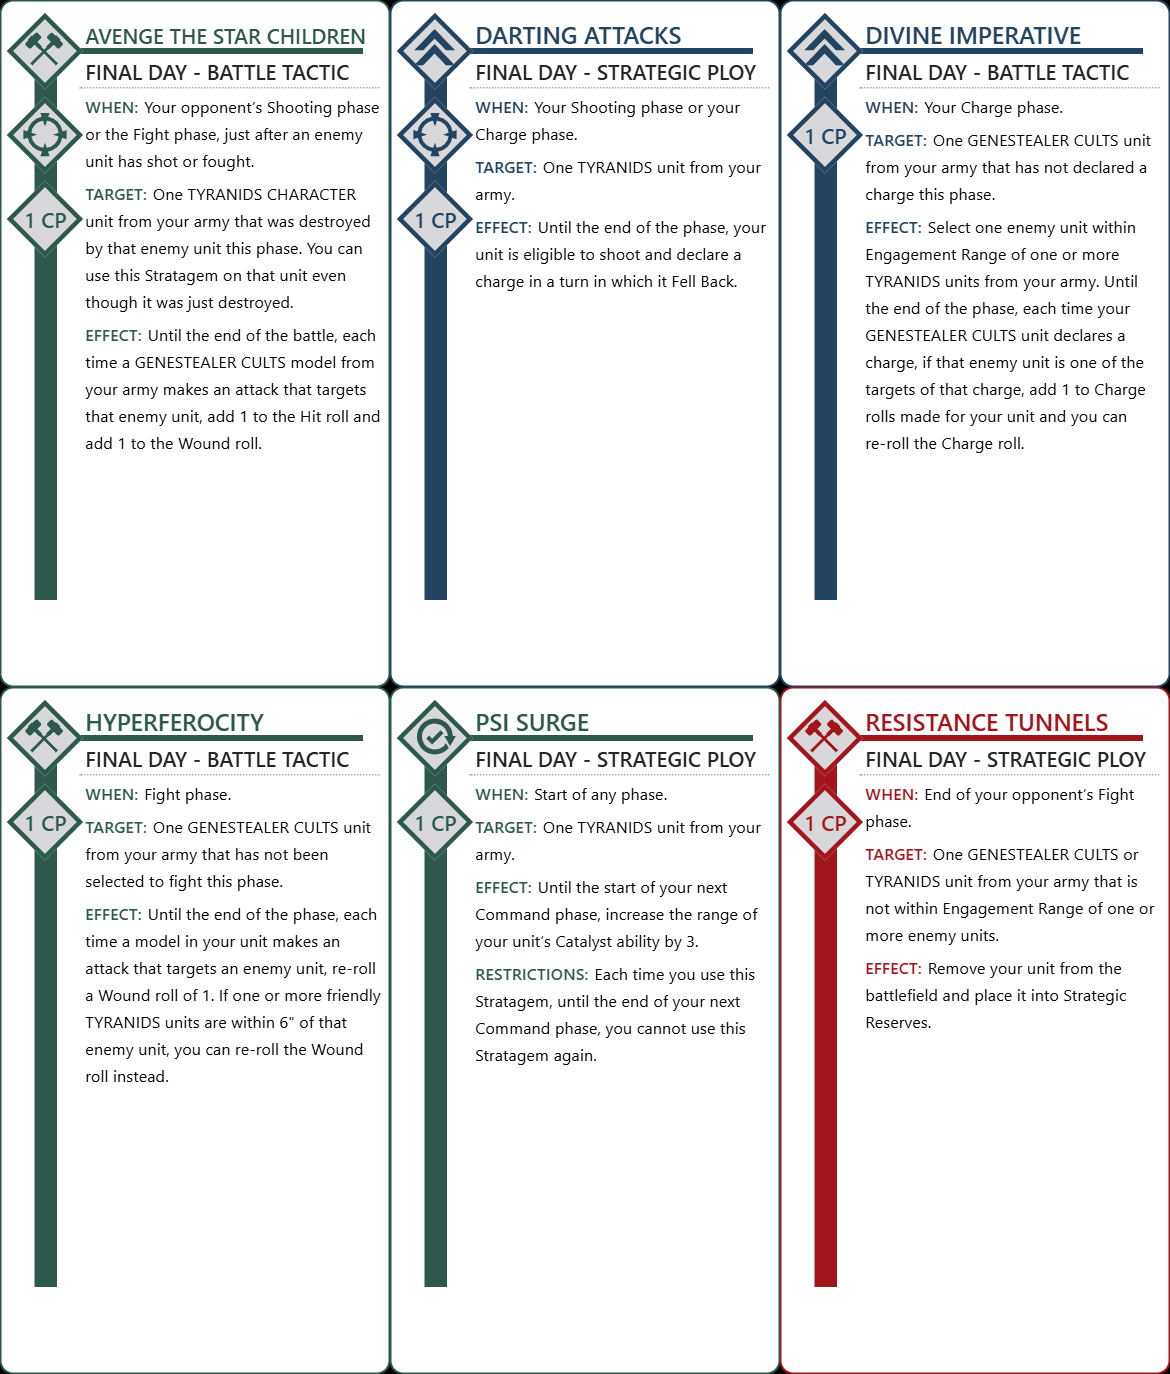 AVENGE THE STAR CHILDREN
FINAL DAY - BATTLE TACTIC
WHEN: Your opponent's Shooting phase
or the Fight phase, just after an enemy
unit has shot or fought.
1 CP
TARGET: One TYRANIDS CHARACTER
unit from your army that was destroyed
by that enemy unit this phase. You can
use this Stratagem on that unit even
though it was just destroyed.
EFFECT: Until the end of the battle, each
time a GENESTEALER CULTS model from
your army makes an attack that targets
that enemy unit, add 1 to the Hit roll and
add 1 to the Wound roll.
DARTING ATTACKS
FINAL DAY - STRATEGIC PLOY
WHEN: Your Shooting phase or your
Charge phase.
TARGET: One TYRANIDS unit from your
army.
1 CP
EFFECT: Until the end of the phase, your
unit is eligible to shoot and declare a
charge in a turn in which it Fell Back.
DIVINE IMPERATIVE
FINAL DAY - BATTLE TACTIC
WHEN: Your Charge phase.
1 CP
TARGET: One GENESTEALER CULTS unit
from your army that has not declared a
charge this phase.
EFFECT: Select one enemy unit within
Engagement Range of one or more
TYRANIDS units from your army. Until
the end of the phase, each time your
GENESTEALER CULTS unit declares a
charge, if that enemy unit is one of the
targets of that charge, add 1 to Charge
rolls made for your unit and you can
re-roll the Charge roll.
HYPERFEROCITY
FINAL DAY - BATTLE TACTIC
WHEN: Fight phase.
1 CP
TARGET: One GENESTEALER CULTS unit
from your army that has not been
selected to fight this phase.
EFFECT: Until the end of the phase, each
time a model in your unit makes an
attack that targets an enemy unit, re-roll
a Wound roll of 1. If one or more friendly
TYRANIDS units are within 6" of that
enemy unit, you can re-roll the Wound
roll instead.
PSI SURGE
FINAL DAY - STRATEGIC PLOY
WHEN: Start of any phase.
1 CP
TARGET: One TYRANIDS unit from your
army.
EFFECT: Until the start of your next
Command phase, increase the range of
your unit's Catalyst ability by 3.
RESTRICTIONS: Each time you use this
Stratagem, until the end of your next
Command phase, you cannot use this
Stratagem again.
RESISTANCE TUNNELS
FINAL DAY - STRATEGIC PLOY
WHEN: End of your opponent's Fight
phase.
1 CP
TARGET: One GENESTEALER CULTS or
TYRANIDS unit from your army that is
not within Engagement Range of one or
more enemy units.
EFFECT: Remove your unit from the
battlefield and place it into Strategic
Reserves.